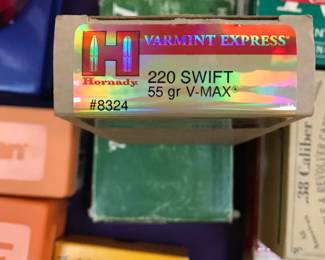 VARMINT EXPRESS®
H
Hornady®
220 SWIFT
55 gr V-MAX®
#8324
.38 Caliber